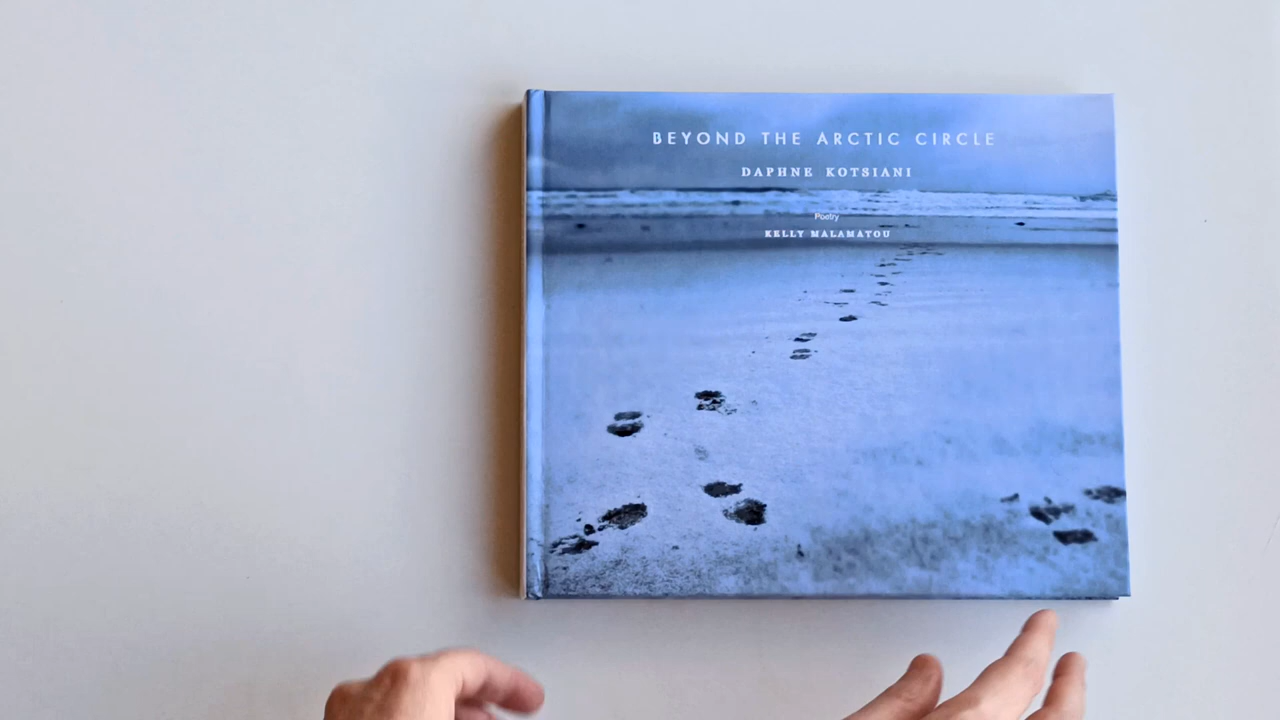 BEYOND THE ARCTIC CIRCLE
DAPHNE KOTSIANI
Poetry
KELLY MALAMATOU